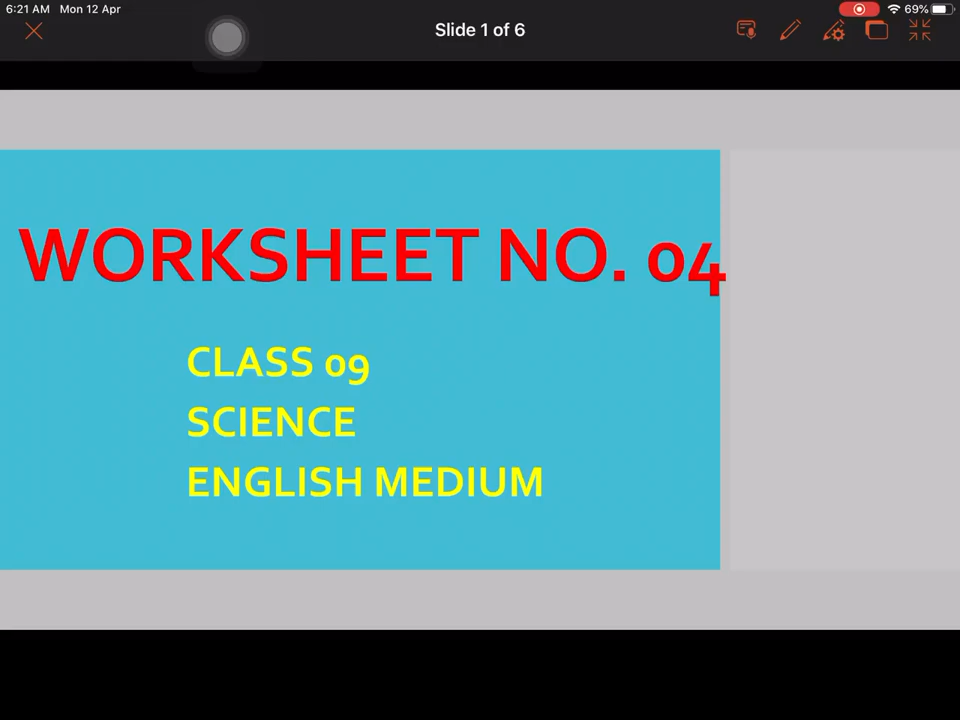 6:21 AM Mon 12 Apr
69%
Slide 1 of 6
WORKSHEET NO. 04
CLASS 09
SCIENCE
ENGLISH MEDIUM